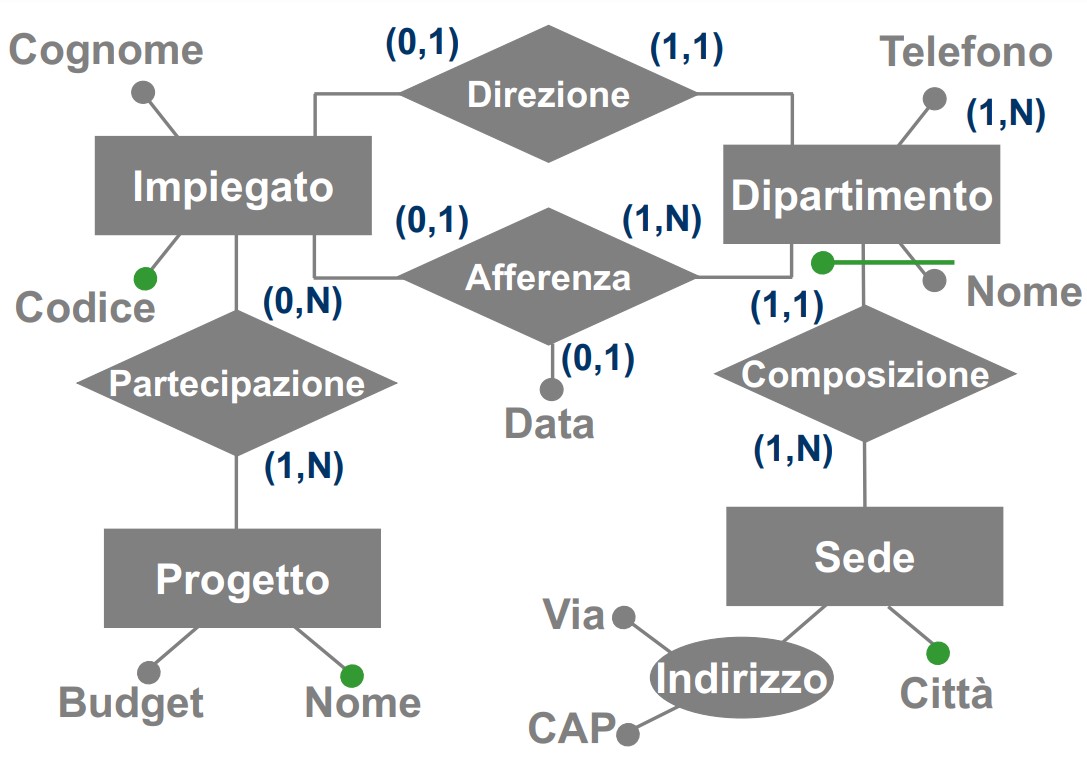 Cognome
(0,1)
(1,1)
Telefono
Direzione
(1,N)
Impiegato
Dipartimento
(0,1)
(1,N)
Afferenza
Codice
(0,N)
(1,1)
Nome
Partecipazione
(0,1)
Composizione
Data
(1,N)
(1,N)
Progetto
Sede
Via
Indirizzo
Budget
Nome
Città
CAP